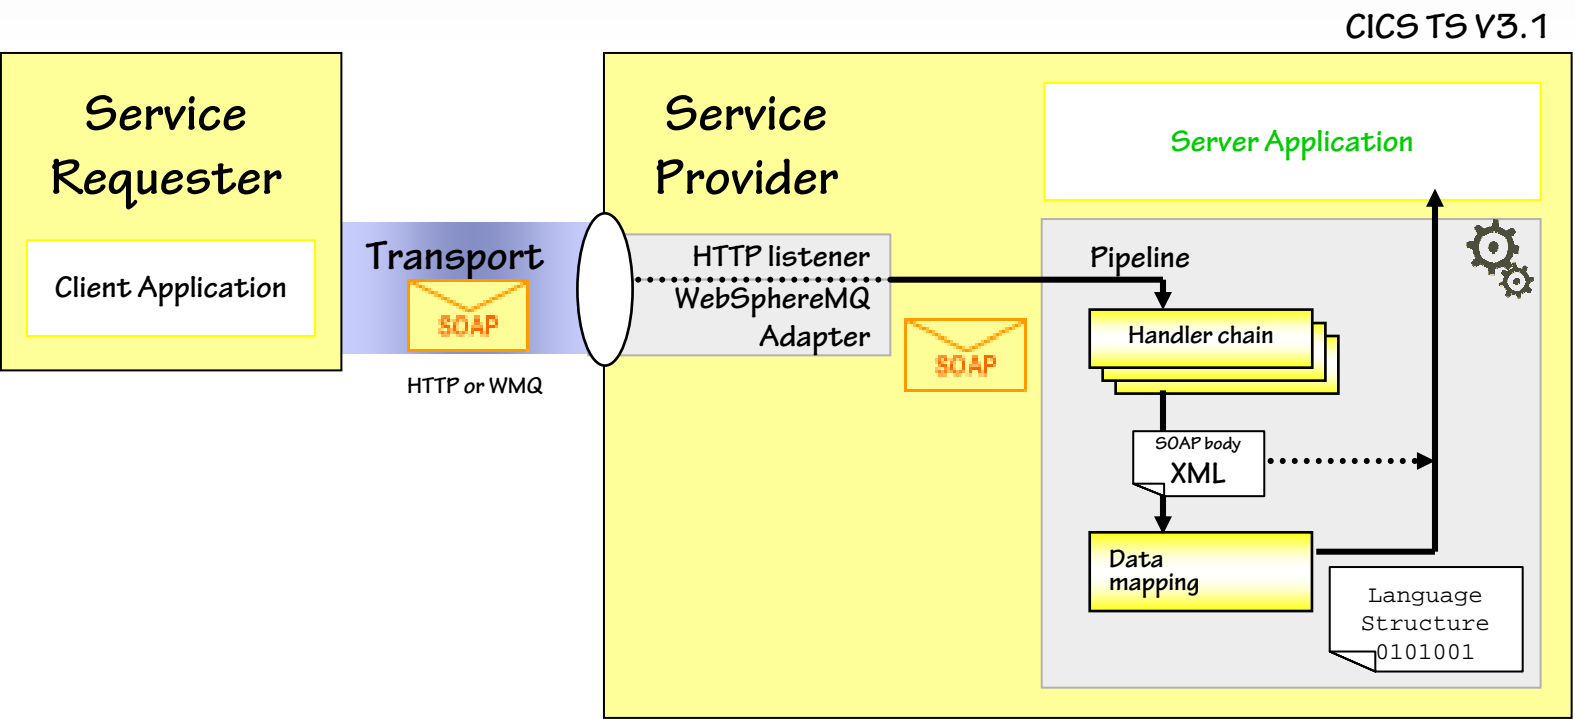 CICS TS V3.1
Service
Requester
Client Application
Transport
SOAP
HTTP or WMQ
Service
Provider
HTTP listener
WebSphereMQ
Adapter
SOAP
Server Application
Pipeline
Handler chain
SOAP body
XML
Data
mapping
Language
Structure
0101001